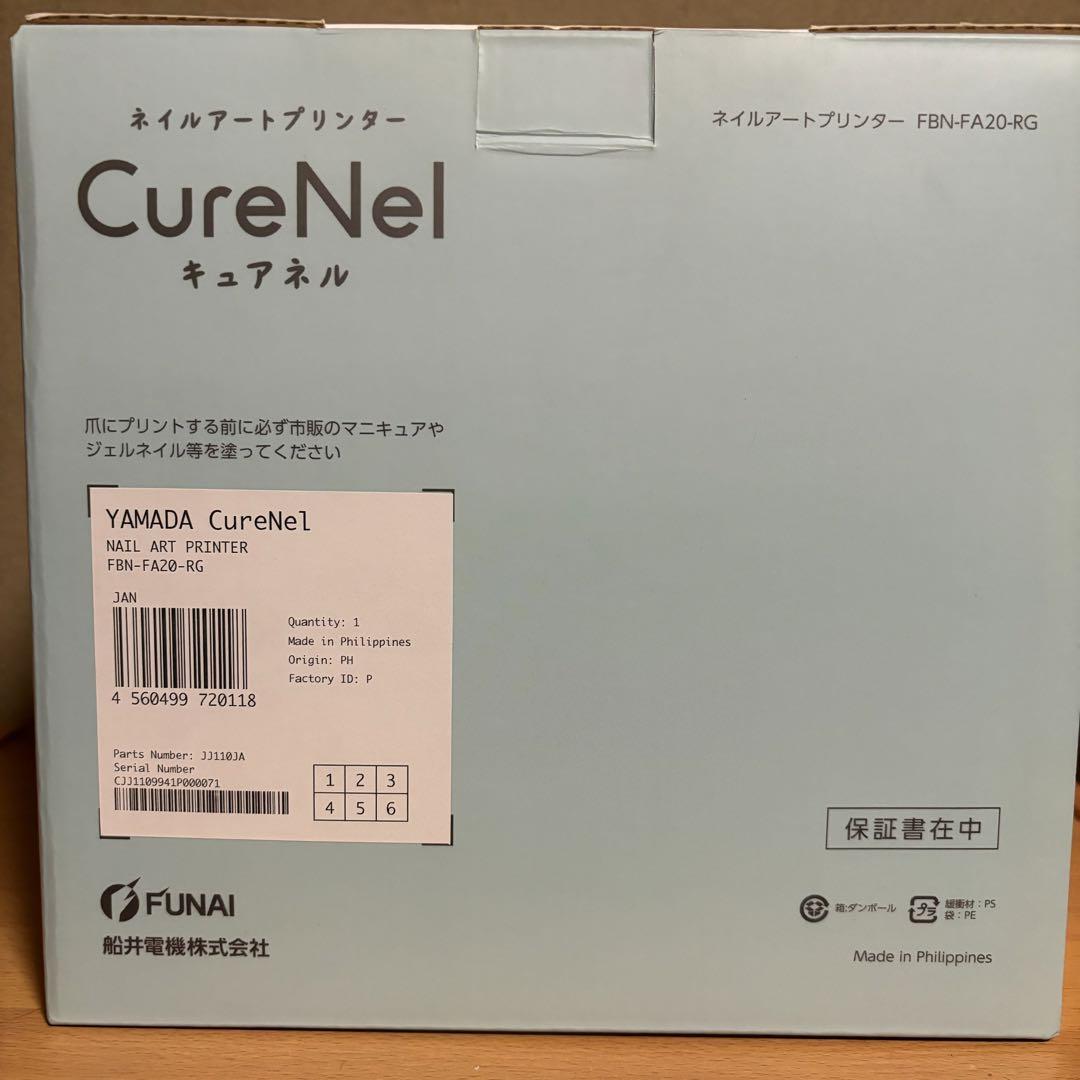 ネイルアートプリンター
CureNel
キュアネル
ネイルアートプリンター FBN-FA20-RG
爪にプリントする前に必ず市販のマニキュアや
ジェルネイル等を塗ってください
YAMADA CureNel
NAIL ART PRINTER
FBN-FA20-RG
JAN
4 560499 720118
Quantity: 1
Made in Philippines
Origin: PH
Factory ID: P
Parts Number: JJ110JA
Serial Number
CJJ1109941P000071
1 2 3
4 5 6
FUNAI
船井電機株式会社
保証書在中
箱:ダンボール
プラ
緩衝材:PS
袋:PE
Made in Philippines